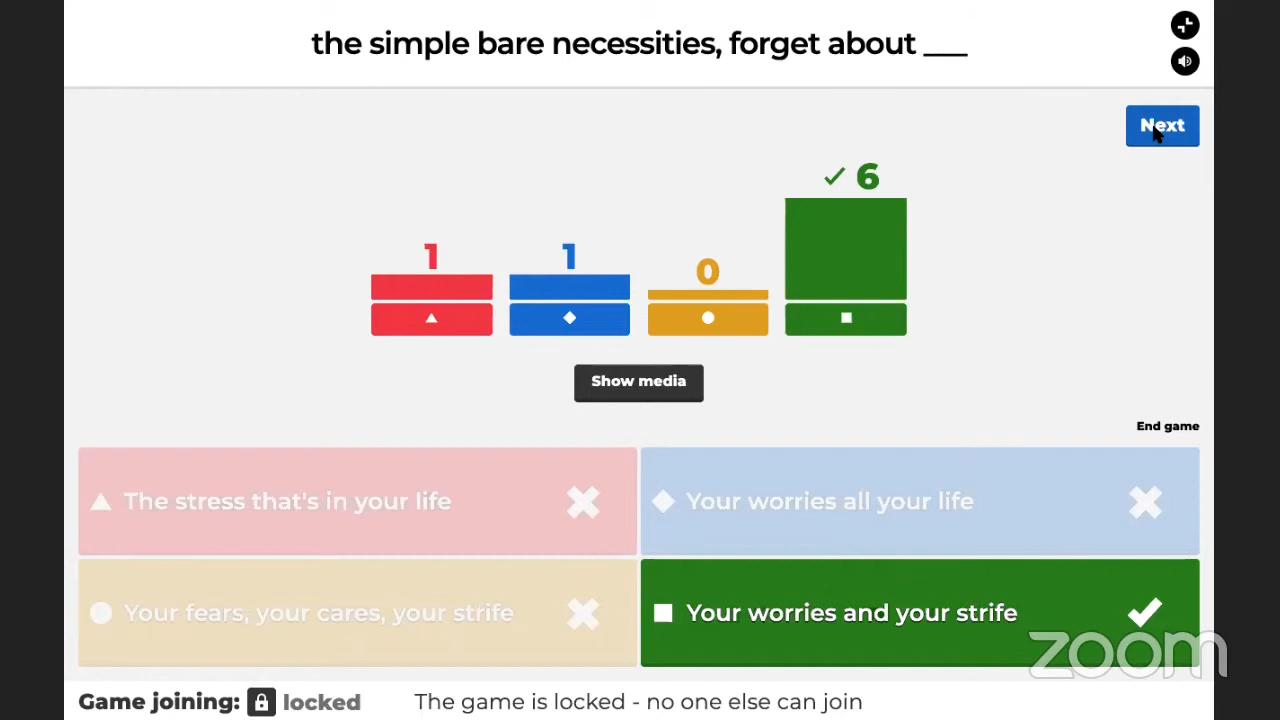 the simple bare necessities, forget about ___
Next
1
1
0
6
Show media
End game
The stress that's in your life
Your worries all your life
Your fears, your cares, your strife
Your worries and your strife
zoom
Game joining: locked
The game is locked - no one else can join